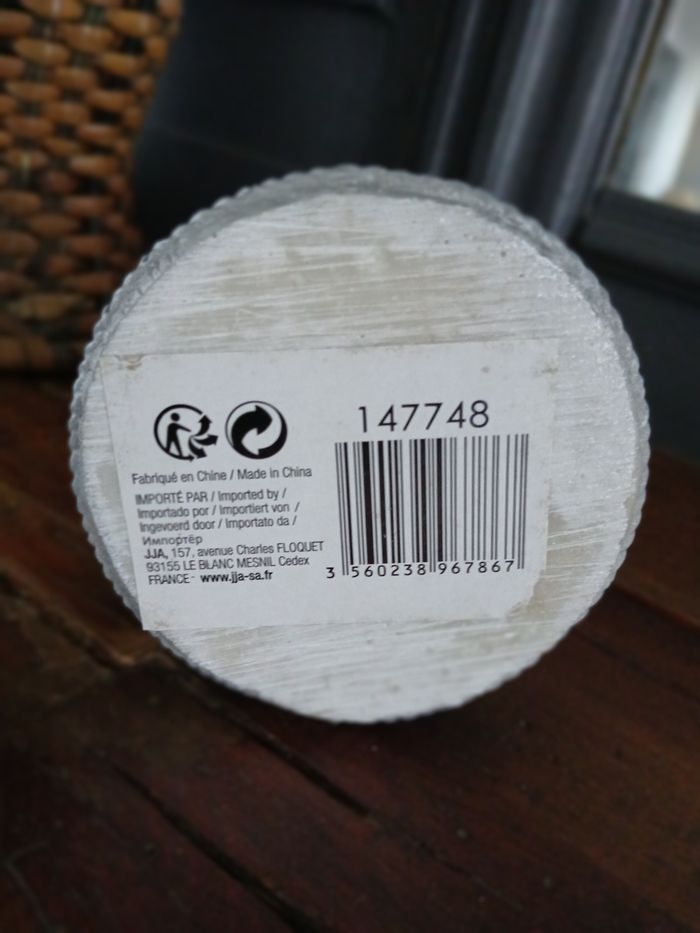 147748
Fabriqué en Chine / Made in China
IMPORTÉ PAR / Imported by /
Importado por / Importiert von /
Ingevoerd door / Importato da /
Импортёр
JJA, 157, avenue Charles FLOQUET
93155 LE BLANC MESNIL Cedex
FRANCE - www.jja-sa.fr
3 560238 967867